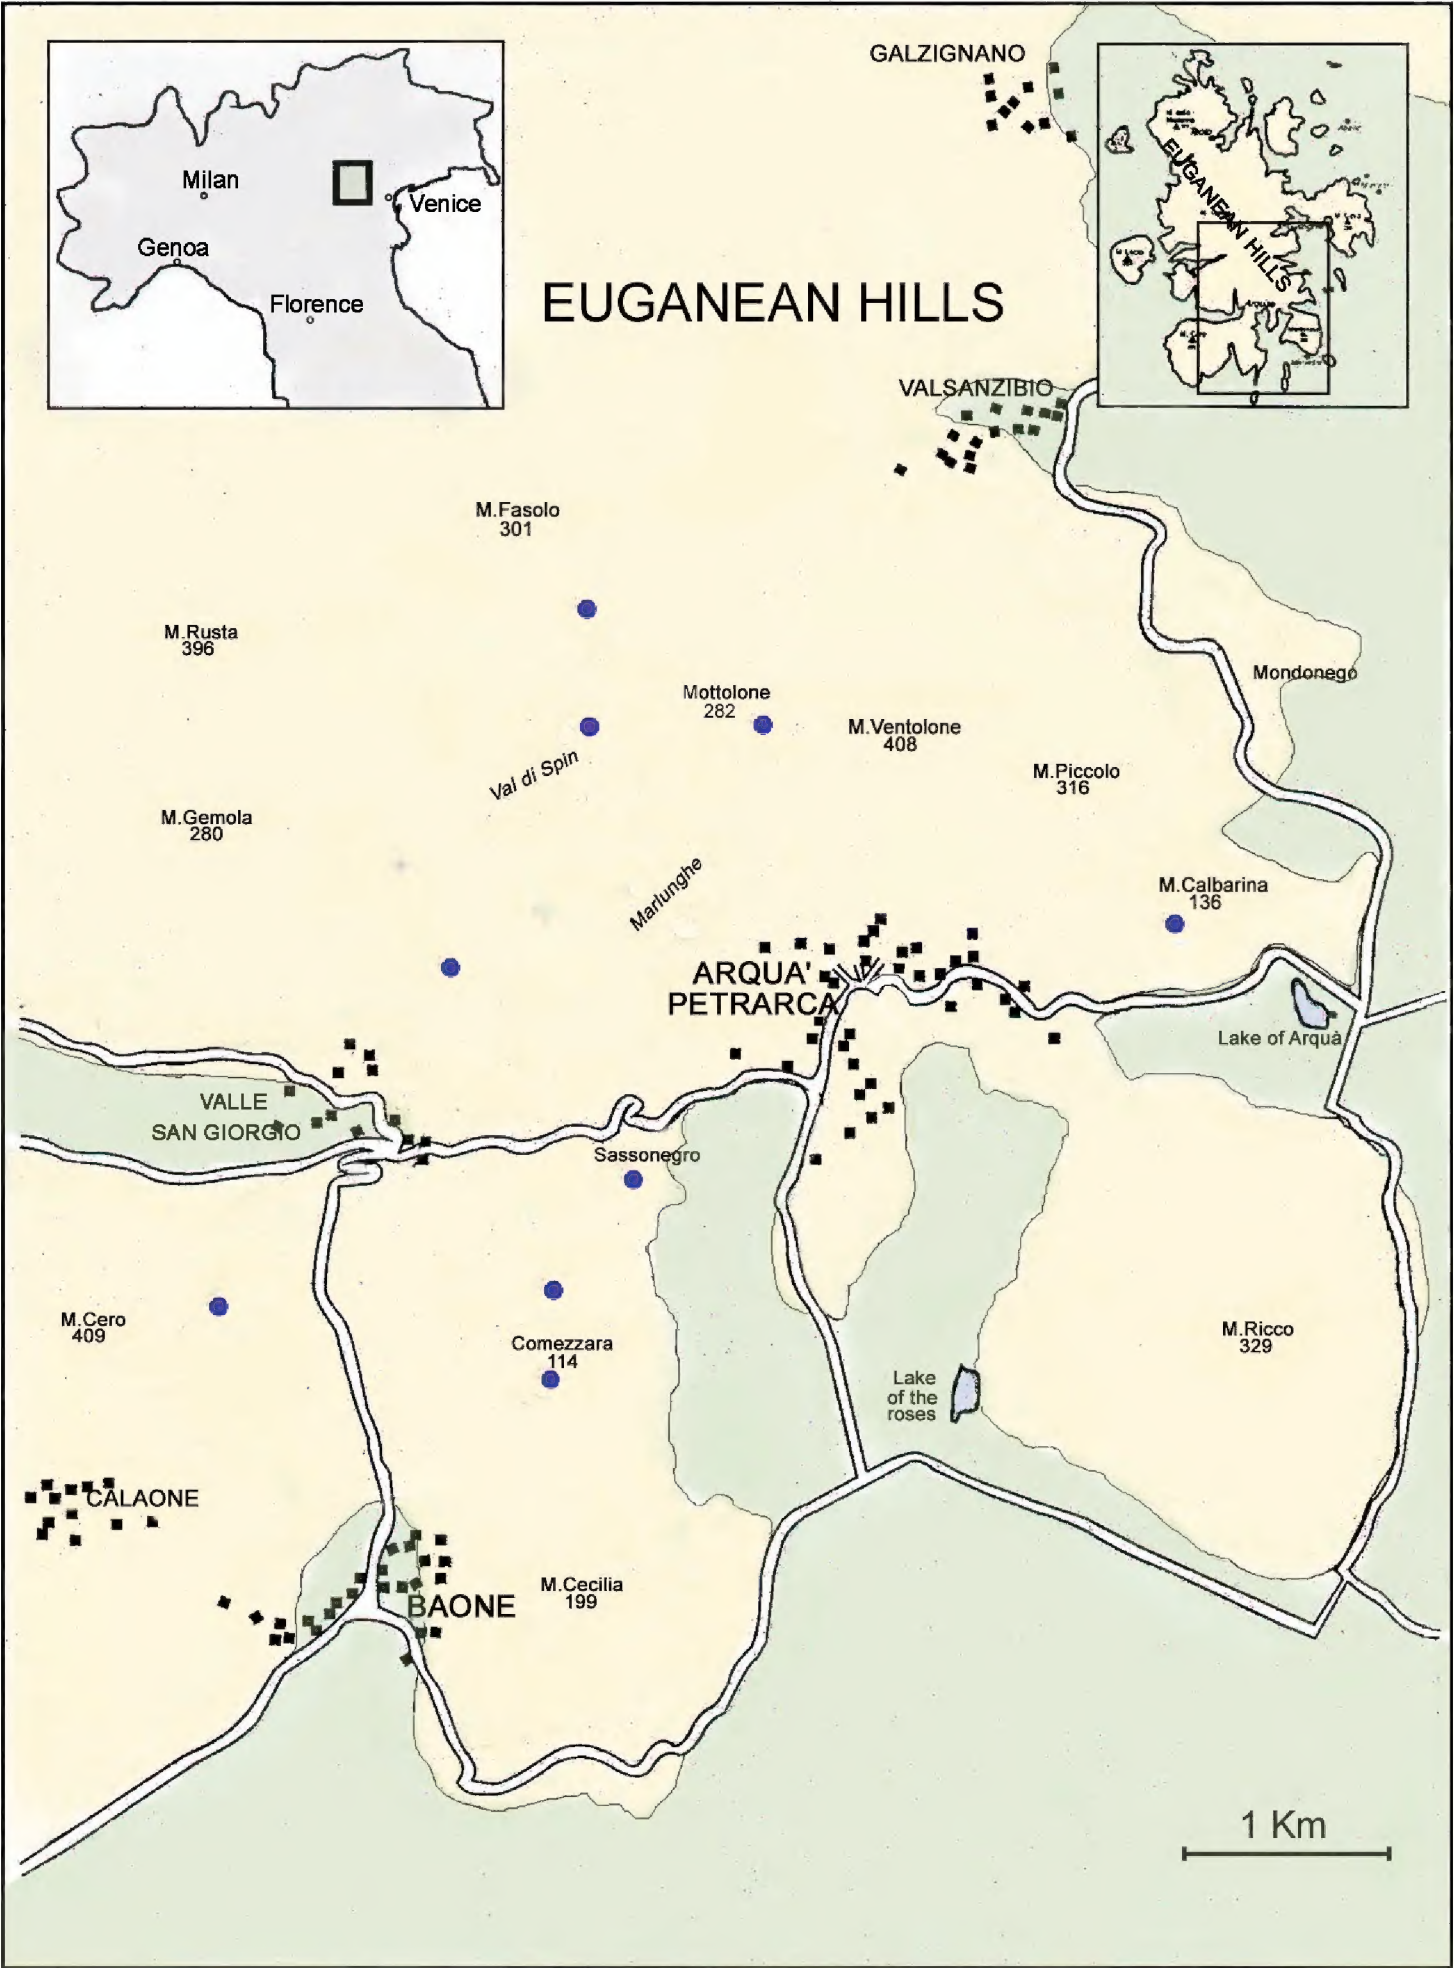 GALZIGNANO
Milan
Venice
Genoa
Florence
EUGANEAN HILLS
EUGANEAN HILLS
VALSANZIBIO
M.Fasolo
301
M.Rusta
396
Mondonego
Mottolone
282
M.Ventolone
408
Val di Spin
M.Piccolo
316
M.Gemola
280
Marlunghe
M.Calbarina
136
ARQUA'
PETRARCA
Lake of Arquà
VALLE
SAN GIORGIO
Sassonegro
M.Cero
409
Comezzara
114
M.Ricco
329
Lake
of the
roses
CALAONE
M.Cecilia
199
BAONE
1 Km